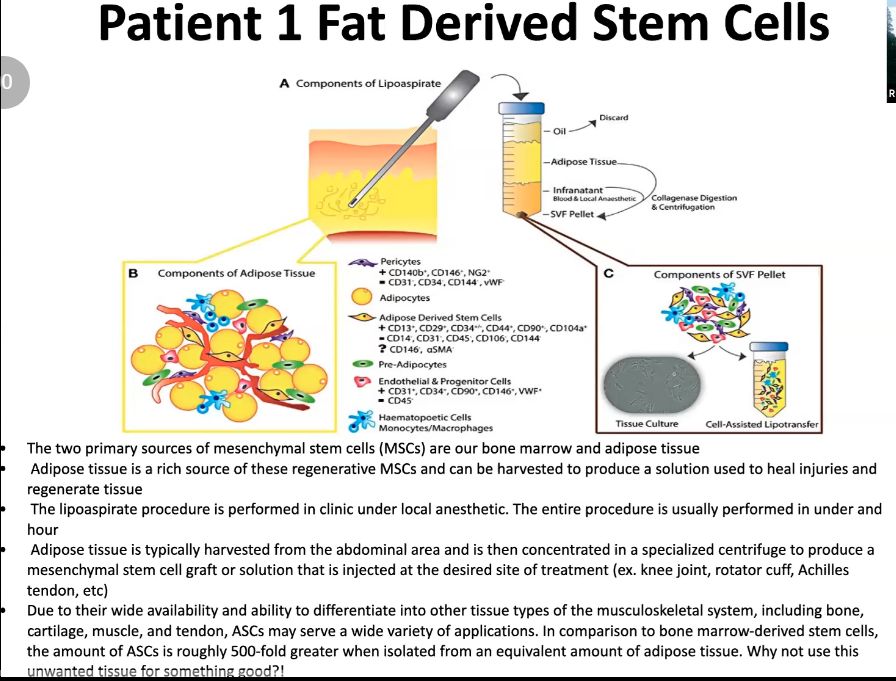 Patient 1 Fat Derived Stem Cells
0
R
A Components of Lipoaspirate
Discard
Oil
Adipose Tissue
Infranatant
Blood & Local Anaesthetic
Collagenase Digestion
& Centrifugation
SVF Pellet
B Components of Adipose Tissue
Pericytes
+ CD140b⁺, CD146⁺, NG2⁺
- CD31⁻, CD34⁻, CD144⁻, vWF⁻
Adipocytes
Adipose Derived Stem Cells
+ CD13⁺, CD29⁺, CD34⁺ᐟ⁻, CD44⁺, CD90⁺, CD104a⁺
- CD14⁻, CD31⁻, CD45⁻, CD106⁻, CD144⁻
? CD146⁻, αSMA⁻
Pre-Adipocytes
Endothelial & Progenitor Cells
+ CD31⁺, CD34⁺, CD90⁺, CD146⁺, VWF⁺
- CD45⁻
Haematopoetic Cells
Monocytes/Macrophages
C Components of SVF Pellet
Tissue Culture
Cell-Assisted Lipotransfer
• The two primary sources of mesenchymal stem cells (MSCs) are our bone marrow and adipose tissue
• Adipose tissue is a rich source of these regenerative MSCs and can be harvested to produce a solution used to heal injuries and
regenerate tissue
• The lipoaspirate procedure is performed in clinic under local anesthetic. The entire procedure is usually performed in under and
hour
• Adipose tissue is typically harvested from the abdominal area and is then concentrated in a specialized centrifuge to produce a
mesenchymal stem cell graft or solution that is injected at the desired site of treatment (ex. knee joint, rotator cuff, Achilles
tendon, etc)
• Due to their wide availability and ability to differentiate into other tissue types of the musculoskeletal system, including bone,
cartilage, muscle, and tendon, ASCs may serve a wide variety of applications. In comparison to bone marrow-derived stem cells,
the amount of ASCs is roughly 500-fold greater when isolated from an equivalent amount of adipose tissue. Why not use this
unwanted tissue for something good?!